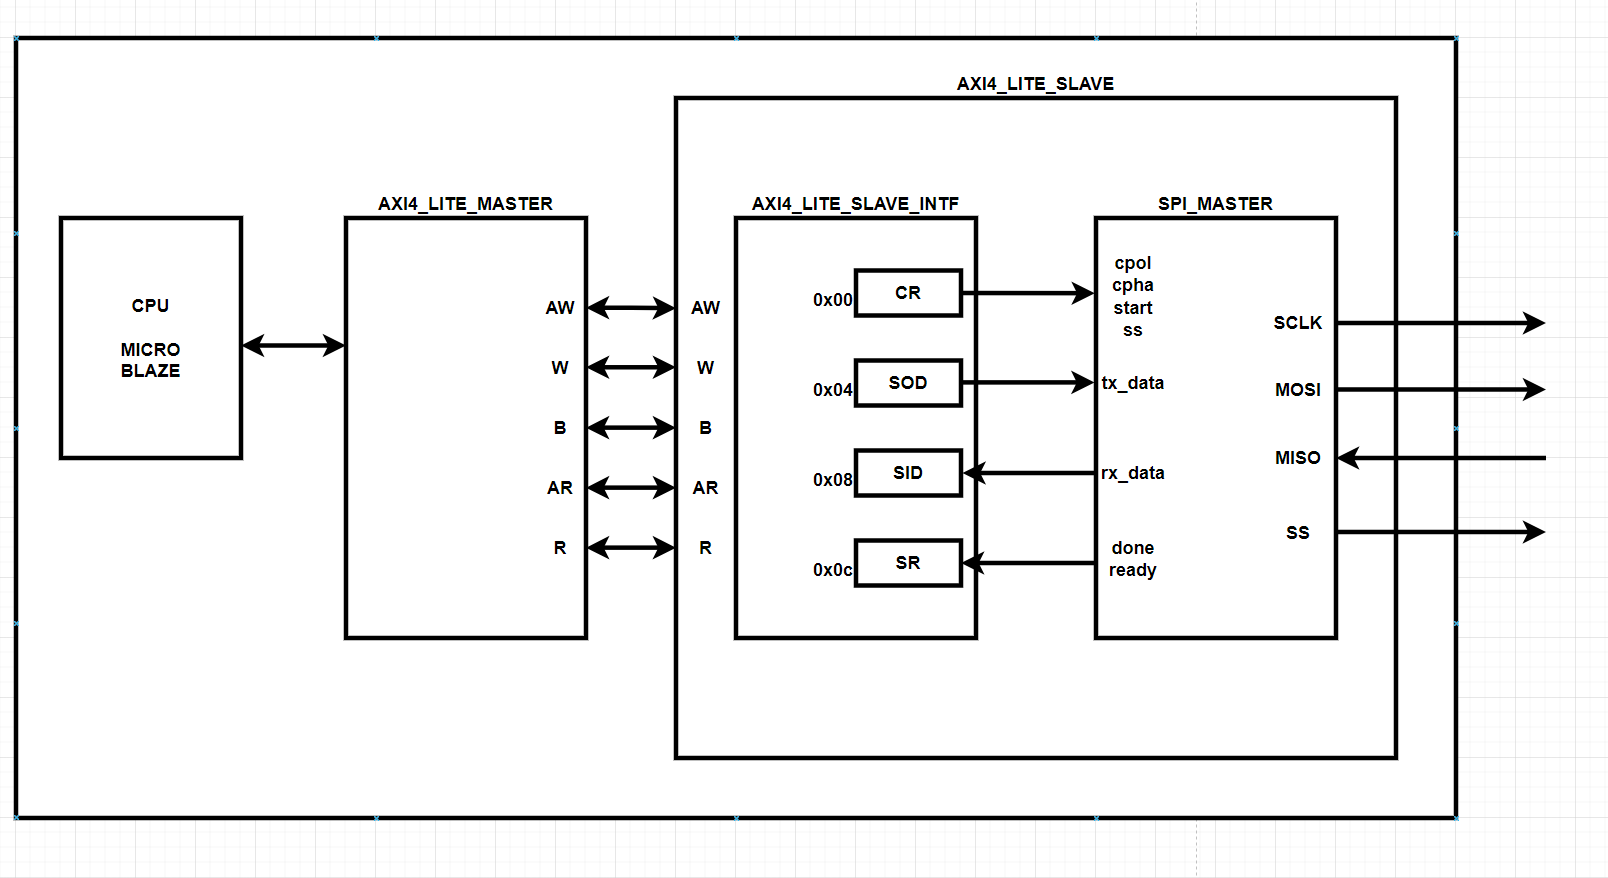 AXI4_LITE_SLAVE
AXI4_LITE_MASTER
AXI4_LITE_SLAVE_INTF
SPI_MASTER
CPU
MICRO
BLAZE
AW
W
B
AR
R
AW
W
B
AR
R
0x00
CR
0x04
SOD
0x08
SID
0x0c
SR
cpol
cpha
start
ss
tx_data
rx_data
done
ready
SCLK
MOSI
MISO
SS